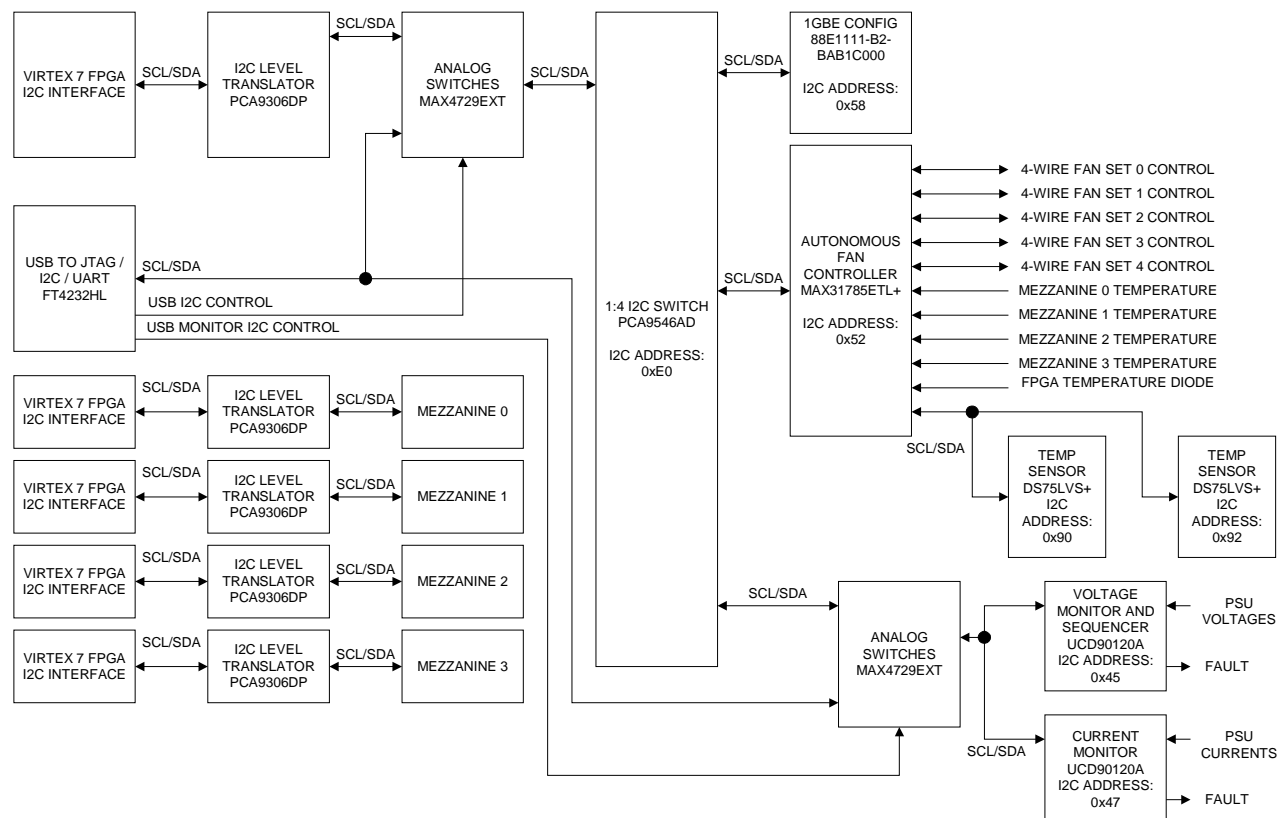 VIRTEX 7 FPGA
I2C INTERFACE
SCL/SDA
I2C LEVEL
TRANSLATOR
PCA9306DP
SCL/SDA
ANALOG
SWITCHES
MAX4729EXT
SCL/SDA
1:4 I2C SWITCH
PCA9546AD
I2C ADDRESS:
0xE0
SCL/SDA
1GBE CONFIG
88E1111-B2-
BAB1C000
I2C ADDRESS:
0x58
USB TO JTAG /
I2C / UART
FT4232HL
SCL/SDA
USB I2C CONTROL
USB MONITOR I2C CONTROL
SCL/SDA
AUTONOMOUS
FAN
CONTROLLER
MAX31785ETL+
I2C ADDRESS:
0x52
4-WIRE FAN SET 0 CONTROL
4-WIRE FAN SET 1 CONTROL
4-WIRE FAN SET 2 CONTROL
4-WIRE FAN SET 3 CONTROL
4-WIRE FAN SET 4 CONTROL
MEZZANINE 0 TEMPERATURE
MEZZANINE 1 TEMPERATURE
MEZZANINE 2 TEMPERATURE
MEZZANINE 3 TEMPERATURE
FPGA TEMPERATURE DIODE
SCL/SDA
TEMP
SENSOR
DS75LVS+
I2C
ADDRESS:
0x90
TEMP
SENSOR
DS75LVS+
I2C
ADDRESS:
0x92
VIRTEX 7 FPGA
I2C INTERFACE
SCL/SDA
I2C LEVEL
TRANSLATOR
PCA9306DP
SCL/SDA
MEZZANINE 0
VIRTEX 7 FPGA
I2C INTERFACE
SCL/SDA
I2C LEVEL
TRANSLATOR
PCA9306DP
SCL/SDA
MEZZANINE 1
VIRTEX 7 FPGA
I2C INTERFACE
SCL/SDA
I2C LEVEL
TRANSLATOR
PCA9306DP
SCL/SDA
MEZZANINE 2
VIRTEX 7 FPGA
I2C INTERFACE
SCL/SDA
I2C LEVEL
TRANSLATOR
PCA9306DP
SCL/SDA
MEZZANINE 3
SCL/SDA
ANALOG
SWITCHES
MAX4729EXT
VOLTAGE
MONITOR AND
SEQUENCER
UCD90120A
I2C ADDRESS:
0x45
PSU
VOLTAGES
FAULT
SCL/SDA
CURRENT
MONITOR
UCD90120A
I2C ADDRESS:
0x47
PSU
CURRENTS
FAULT